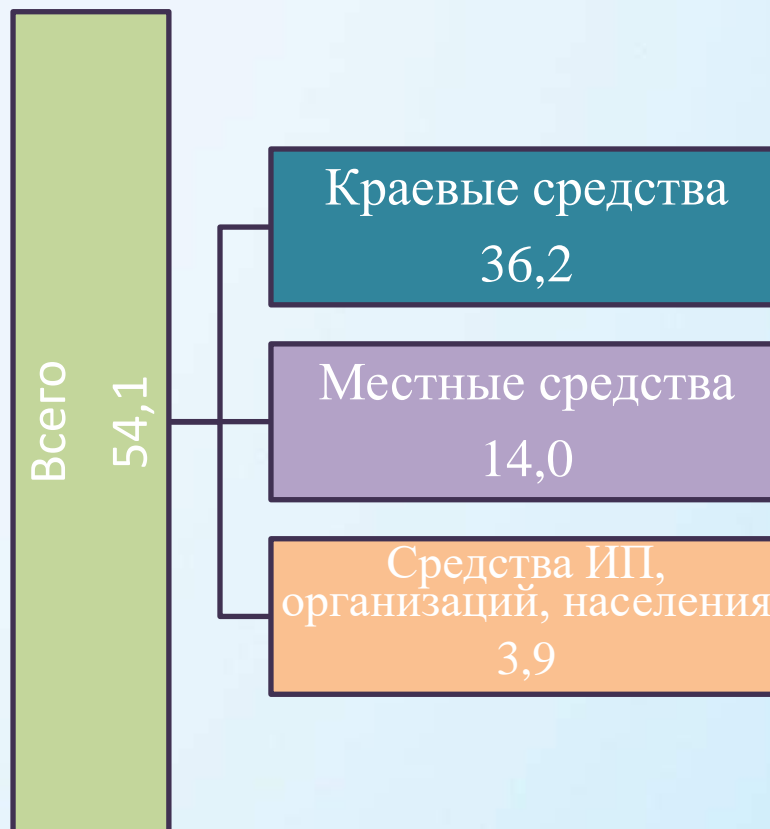 Всего
54,1
Краевые средства
36,2
Местные средства
14,0
Средства ИП,
организаций, населения
3,9